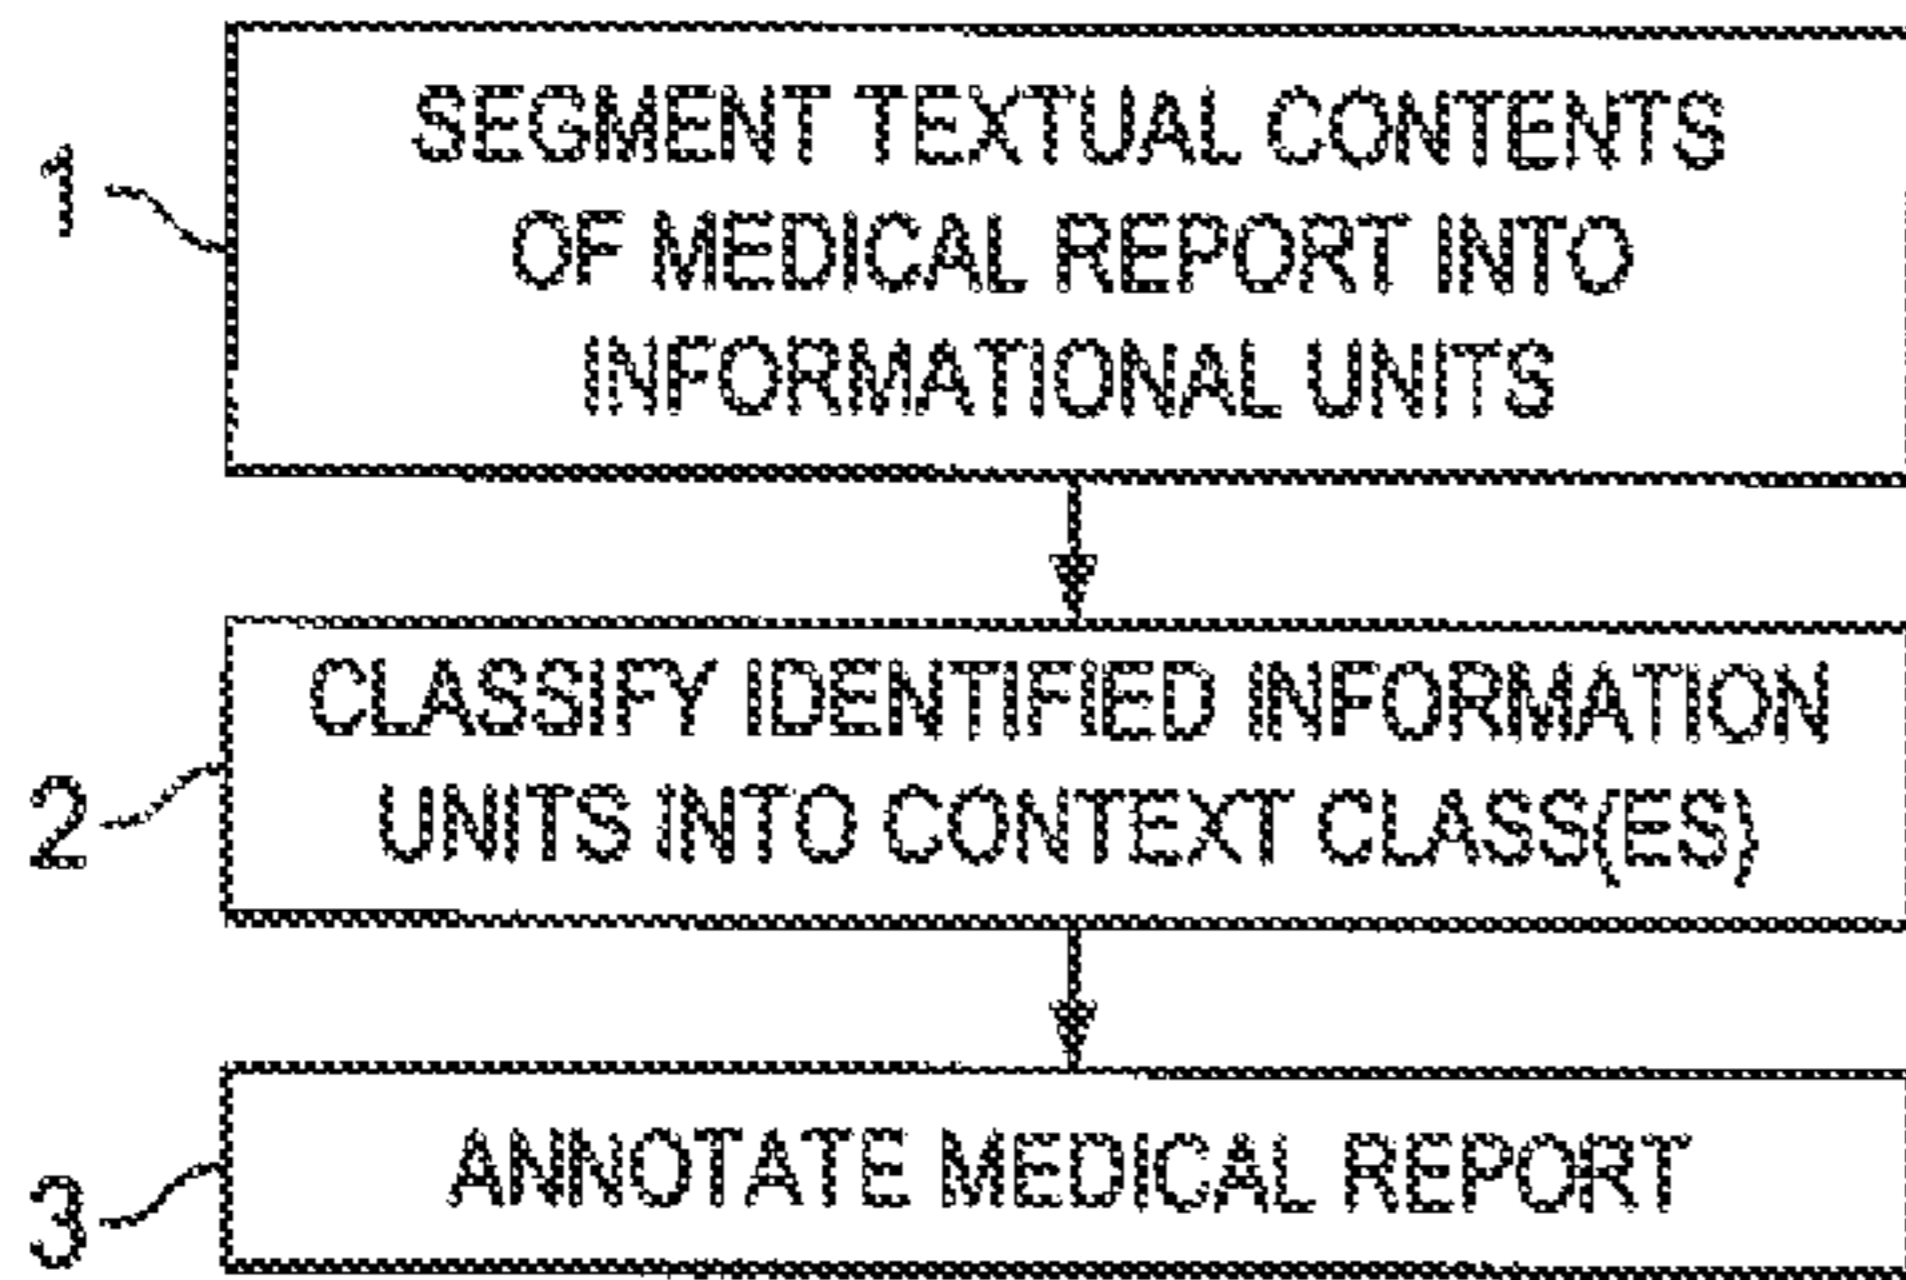 1
SEGMENT TEXTUAL CONTENTS
OF MEDICAL REPORT INTO
INFORMATIONAL UNITS
2
CLASSIFY IDENTIFIED INFORMATION
UNITS INTO CONTEXT CLASS(ES)
3
ANNOTATE MEDICAL REPORT